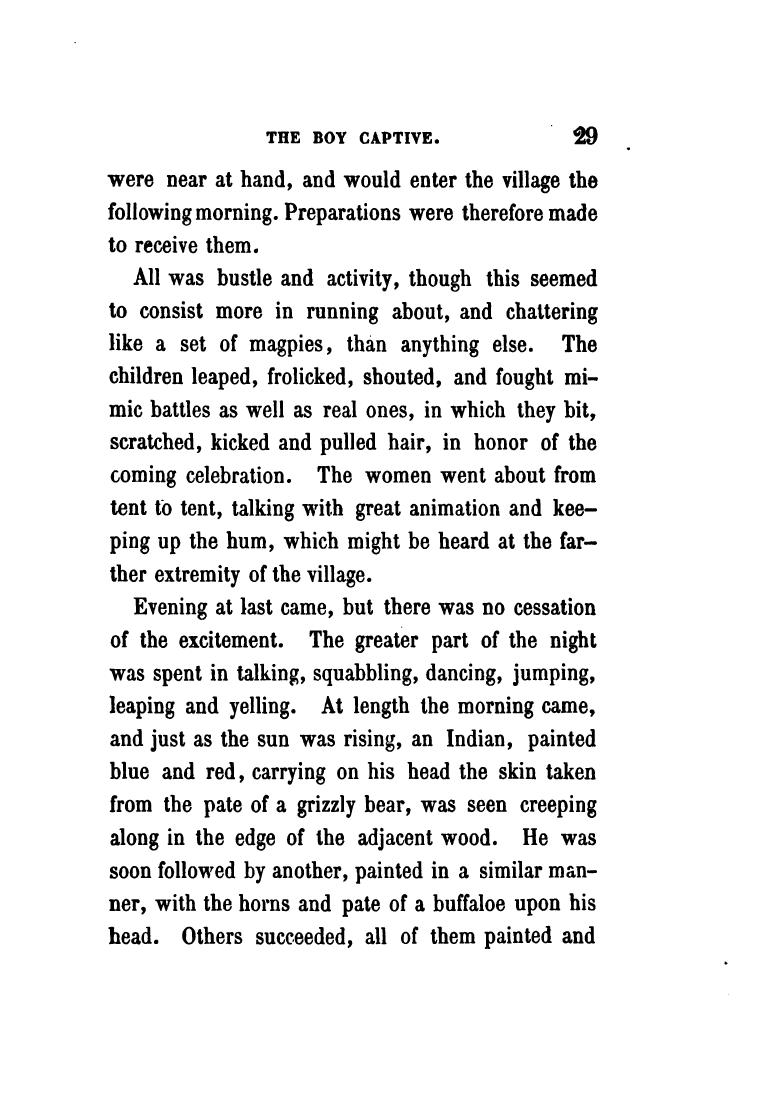 THE BOY CAPTIVE. 29
were near at hand, and would enter the village the
following morning. Preparations were therefore made
to receive them.
All was bustle and activity, though this seemed
to consist more in running about, and chattering
like a set of magpies, than anything else. The
children leaped, frolicked, shouted, and fought mi-
mic battles as well as real ones, in which they bit,
scratched, kicked and pulled hair, in honor of the
coming celebration. The women went about from
tent to tent, talking with great animation and kee-
ping up the hum, which might be heard at the far-
ther extremity of the village.
Evening at last came, but there was no cessation
of the excitement. The greater part of the night
was spent in talking, squabbling, dancing, jumping,
leaping and yelling. At length the morning came,
and just as the sun was rising, an Indian, painted
blue and red, carrying on his head the skin taken
from the pate of a grizzly bear, was seen creeping
along in the edge of the adjacent wood. He was
soon followed by another, painted in a similar man-
ner, with the horns and pate of a buffaloe upon his
head. Others succeeded, all of them painted and